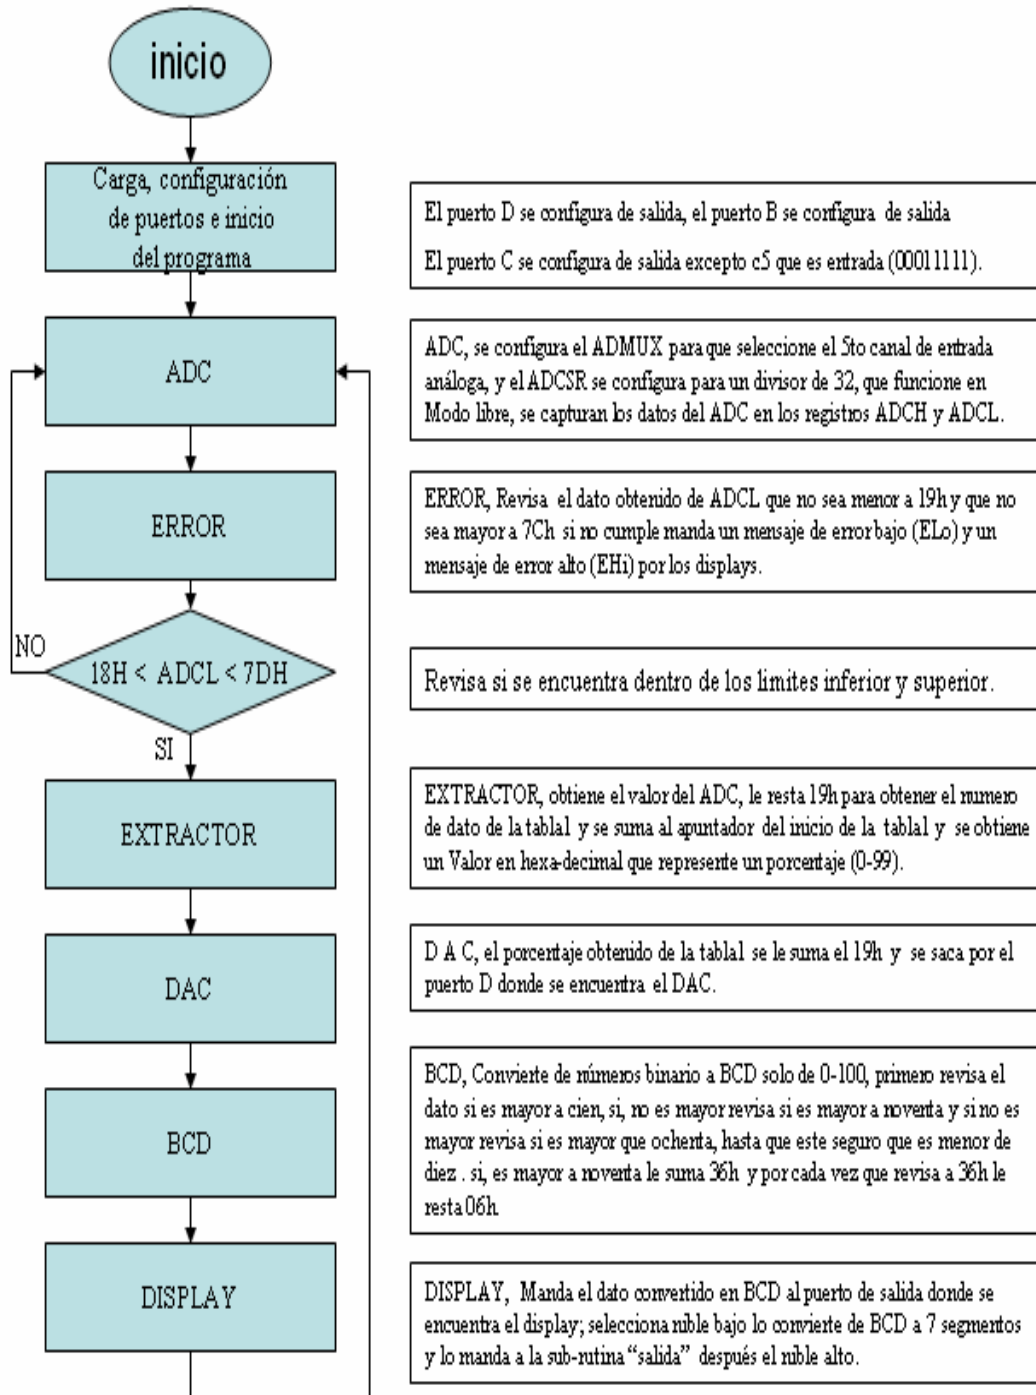 inicio
Carga, configuración
de puertos e inicio
del programa
El puerto D se configura de salida, el puerto B se configura de salida
El puerto C se configura de salida excepto c5 que es entrada (00011111).
ADC
ADC, se configura el ADMUX para que seleccione el 5to canal de entrada
análoga, y el ADCSR se configura para un divisor de 32, que funcione en
Modo libre, se capturan los datos del ADC en los registros ADCH y ADCL.
ERROR
ERROR, Revisa el dato obtenido de ADCL que no sea menor a 19h y que no
sea mayor a 7Ch si no cumple manda un mensaje de error bajo (ELo) y un
mensaje de error alto (EHi) por los displays.
NO
18H < ADCL < 7DH
SI
Revisa si se encuentra dentro de los limites inferior y superior.
EXTRACTOR
EXTRACTOR, obtiene el valor del ADC, le resta 19h para obtener el numero
de dato de la tabla1 y se suma al apuntador del inicio de la tabla1 y se obtiene
un Valor en hexa-decimal que represente un porcentaje (0-99).
DAC
D A C, el porcentaje obtenido de la tabla1 se le suma el 19h y se saca por el
puerto D donde se encuentra el DAC.
BCD
BCD, Convierte de números binario a BCD solo de 0-100, primero revisa el
dato si es mayor a cien, si, no es mayor revisa si es mayor a noventa y si no es
mayor revisa si es mayor que ochenta, hasta que este seguro que es menor de
diez . si, es mayor a noventa le suma 36h y por cada vez que revisa a 36h le
resta 06h
DISPLAY
DISPLAY, Manda el dato convertido en BCD al puerto de salida donde se
encuentra el display; selecciona nible bajo lo convierte de BCD a 7 segmentos
y lo manda a la sub-rutina "salida" después el nible alto.